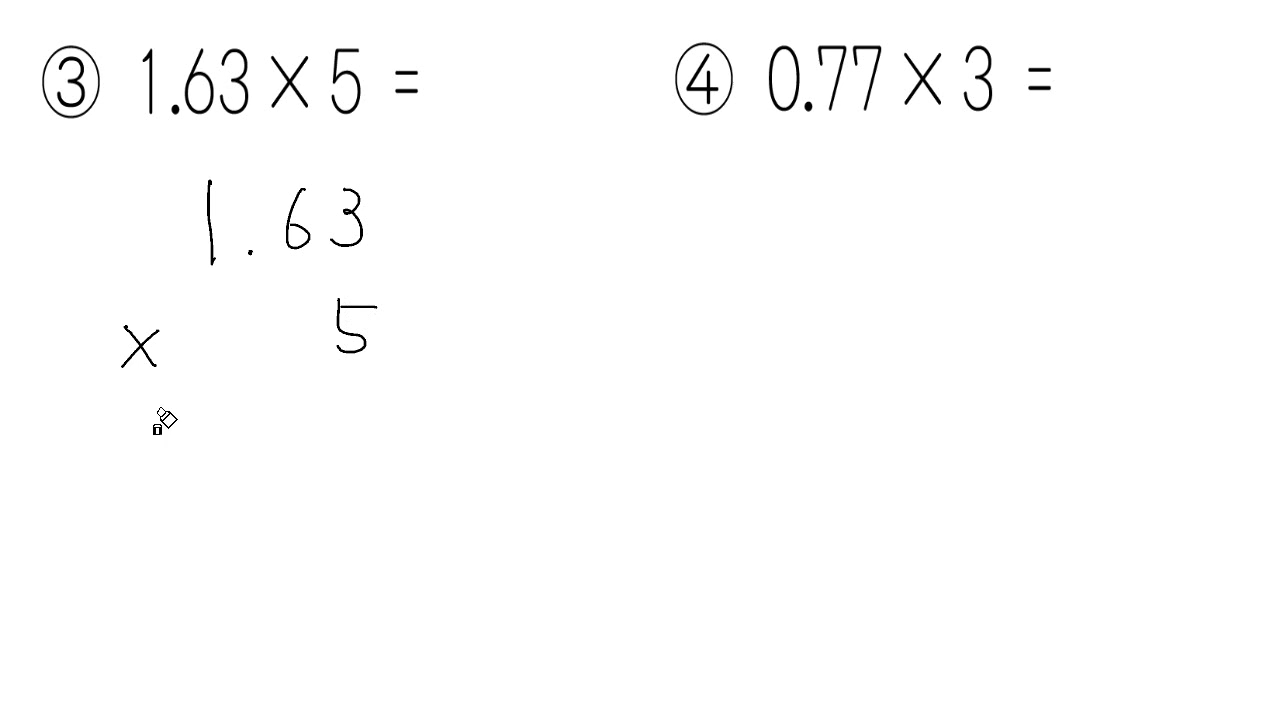 ③ 1.63×5 =
④ 0.77×3 =
1.63
× 5